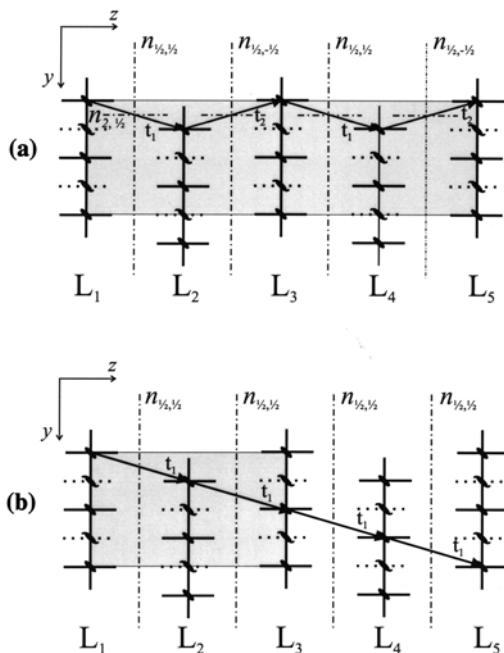 z n½,½ n½,-½ n½,½ n½,-½
y
n½,½ t₁ t₂ t₁ t₂
(a)
L₁ L₂ L₃ L₄ L₅
z n½,½ n½,½ n½,½ n½,½
y
t₁
(b) t₁
t₁
t₁
L₁ L₂ L₃ L₄ L₅